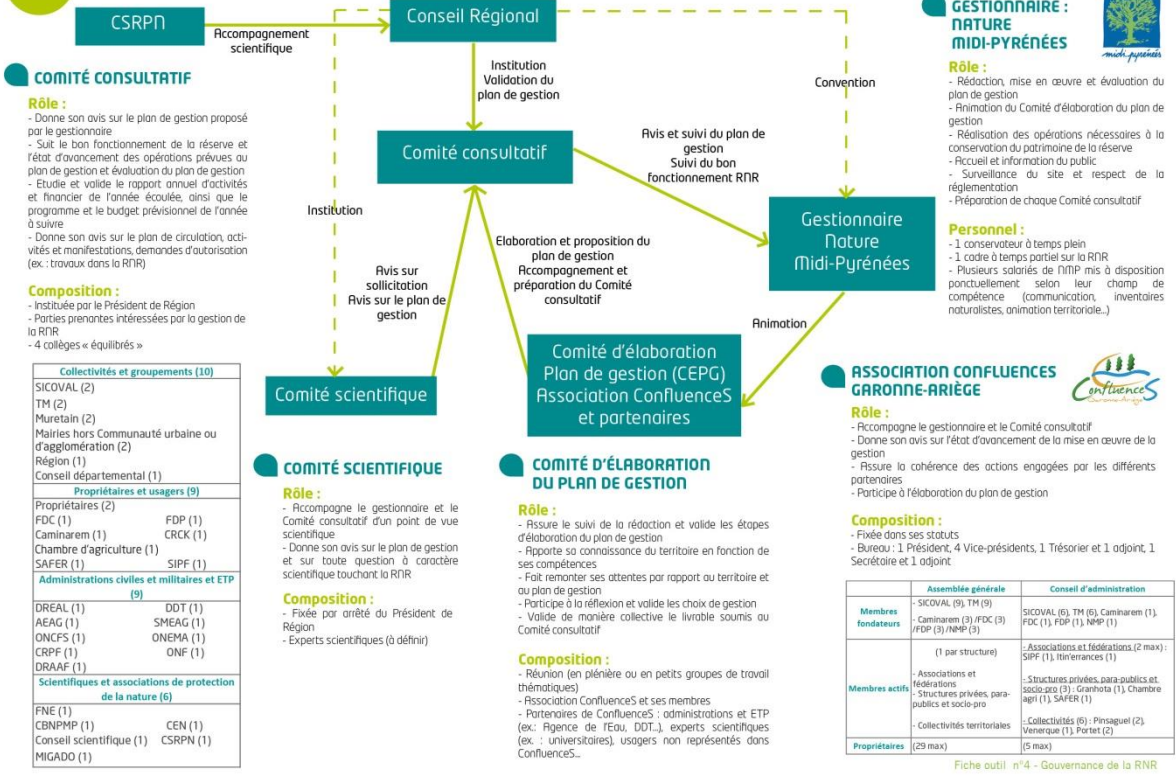 CSRPN
Accompagnement
scientifique
Conseil Régional
Institution
Validation du
plan de gestion
Convention
Comité consultatif
Avis et suivi du plan de
gestion
Suivi du bon
fonctionnement RNR
Institution
Gestionnaire
Nature
Midi-Pyrénées
Elaboration et proposition du
plan de gestion
Accompagnement et
préparation du Comité
consultatif
Avis sur
sollicitation
Avis sur le plan de
gestion
Animation
Comité scientifique
Comité d'élaboration
Plan de gestion (CEPG)
Association ConfluenceS
et partenaires
COMITÉ CONSULTATIF
Rôle :
- Donne son avis sur le plan de gestion proposé
par le gestionnaire
- Suit le bon fonctionnement de la réserve et
l'état d'avancement des opérations prévues au
plan de gestion et évaluation du plan de gestion
- Etudie et valide le rapport annuel d'activités
et financier de l'année écoulée, ainsi que le
programme et le budget prévisionnel de l'année
à suivre
- Donne son avis sur le plan de circulation, acti-
vités et manifestations, demandes d'autorisation
(ex. : travaux dans la RNR)
Composition :
- Instituée par le Président de Région
- Parties prenantes intéressées par la gestion de
la RNR
- 4 collèges « équilibrés »
Collectivités et groupements (10)
SICOVAL (2)
TM (2)
Muretain (2)
Mairies hors Communauté urbaine ou
d'agglomération (2)
Région (1)
Conseil départemental (1)
Propriétaires et usagers (9)
Propriétaires (2)
FDC (1) FDP (1)
Caminarem (1) CRCK (1)
Chambre d'agriculture (1)
SAFER (1) SIPF (1)
Administrations civiles et militaires et ETP
(9)
DREAL (1) DDT (1)
AEAG (1) SMEAG (1)
ONCFS (1) ONEMA (1)
CRPF (1) ONF (1)
DRAAF (1)
Scientifiques et associations de protection
de la nature (6)
FNE (1)
CBNPMP (1) CEN (1)
Conseil scientifique (1) CSRPN (1)
MIGADO (1)
COMITÉ SCIENTIFIQUE
Rôle :
- Accompagne le gestionnaire et le
Comité consultatif d'un point de vue
scientifique
- Donne son avis sur le plan de gestion
et sur toute question à caractère
scientifique touchant la RNR
Composition :
- Fixée par arrêté du Président de
Région
- Experts scientifiques (à définir)
COMITÉ D'ÉLABORATION
DU PLAN DE GESTION
Rôle :
- Assure le suivi de la rédaction et valide les étapes
d'élaboration du plan de gestion
- Apporte sa connaissance du territoire en fonction de
ses compétences
- Fait remonter ses attentes par rapport au territoire et
au plan de gestion
- Participe à la réflexion et valide les choix de gestion
- Valide de manière collective le livrable soumis au
Comité consultatif
Composition :
- Réunion (en plénière ou en petits groupes de travail
thématiques)
- Association ConfluenceS et ses membres
- Partenaires de ConfluenceS : administrations et ETP
(ex.: Agence de l'Eau, DDT...), experts scientifiques
(ex. : universitaires), usagers non représentés dans
ConfluenceS...
GESTIONNAIRE :
NATURE
MIDI-PYRÉNÉES
midi-pyrénées
Rôle :
- Rédaction, mise en œuvre et évaluation du
plan de gestion
- Animation du Comité d'élaboration du plan de
gestion
- Réalisation des opérations nécessaires à la
conservation du patrimoine de la réserve
- Accueil et information du public
- Surveillance du site et respect de la
réglementation
- Préparation de chaque Comité consultatif
Personnel :
- 1 conservateur à temps plein
- 1 cadre à temps partiel sur la RNR
- Plusieurs salariés de NMP mis à disposition
ponctuellement selon leur champ de
compétence (communication, inventaires
naturalistes, animation territoriale...)
ASSOCIATION CONFLUENCES
GARONNE-ARIÈGE
ConfluenceS
Garonne-Ariège
Rôle :
- Accompagne le gestionnaire et le Comité consultatif
- Donne son avis sur l'état d'avancement de la mise en œuvre de la
gestion
- Assure la cohérence des actions engagées par les différents
partenaires
- Participe à l'élaboration du plan de gestion
Composition :
- Fixée dans ses statuts
- Bureau : 1 Président, 4 Vice-présidents, 1 Trésorier et 1 adjoint, 1
Secrétaire et 1 adjoint
Assemblée générale Conseil d'administration
Membres
fondateurs
- SICOVAL (9), TM (9)
- Caminarem (3) /FDC (3)
/FDP (3) /NMP (3)
SICOVAL (6), TM (6), Caminarem (1),
FDC (1), FDP (1), NMP (1)
Membres actifs
(1 par structure)
- Associations et
fédérations
- Structures privées, para-
publics et socio-pro
- Collectivités territoriales
- Associations et fédérations (2 max) :
SIPF (1), Itin'errances (1)
- Structures privées, para-publics et
socio-pro (3) : Granhota (1), Chambre
agri (1), SAFER (1)
- Collectivités (6) : Pinsaguel (2),
Venerque (1), Portet (2)
Propriétaires (29 max) (5 max)
Fiche outil n°4 - Gouvernance de la RNR